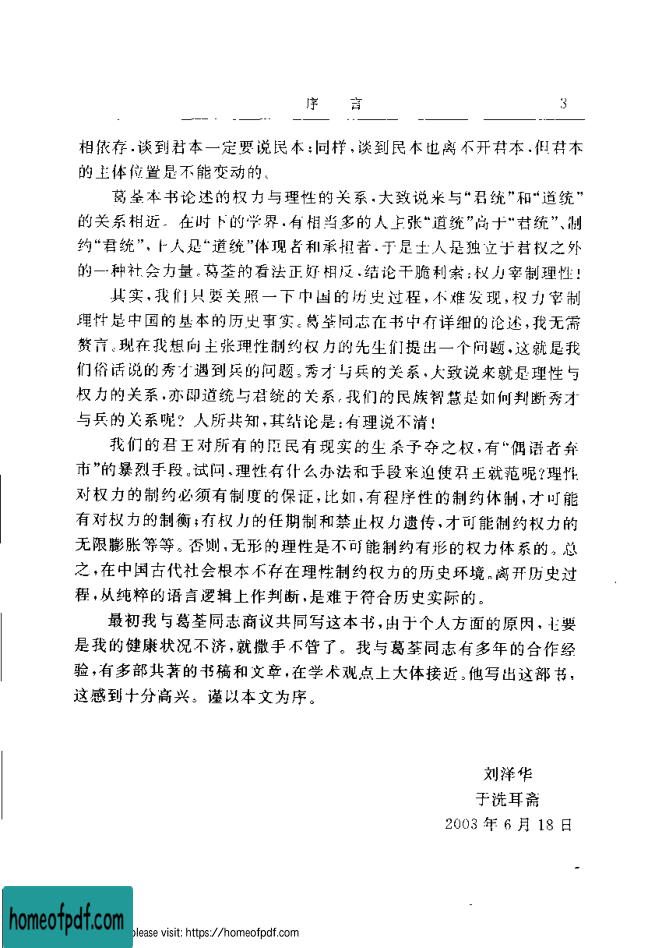 序 言 3
相依存,谈到君本一定要说民本;同样,谈到民本也离不开君本,但君本
的主体位置是不能变动的。
葛荃本书论述的权力与理性的关系,大致说来与“君统”和“道统”
的关系相近。在时下的学界,有相当多的人主张“道统”高于“君统”、制
约“君统”,士人是“道统”体现者和承担者,于是士人是独立于君权之外
的一种社会力量。葛荃的看法正好相反,结论干脆利索:权力宰制理性!
其实,我们只要关照一下中国的历史过程,不难发现,权力宰制
理性是中国的基本的历史事实。葛荃同志在书中有详细的论述,我无需
赘言。现在我想向主张理性制约权力的先生们提出一个问题,这就是我
们俗话说的秀才遇到兵的问题。秀才与兵的关系,大致说来就是理性与
权力的关系,亦即道统与君统的关系。我们的民族智慧是如何判断秀才
与兵的关系呢？人所共知,其结论是:有理说不清!
我们的君王对所有的臣民有现实的生杀予夺之权,有“偶语者弃
市”的暴烈手段。试问、理性有什么办法和手段来迫使君王就范呢?理性
对权力的制约必须有制度的保证,比如,有程序性的制约体制,才可能
有对权力的制衡;有权力的任期制和禁止权力遗传,才可能制约权力的
无限膨胀等等。否则,无形的理性是不可能制约有形的权力体系的。总
之,在中国古代社会根本不存在理性制约权力的历史环境。离开历史过
程,从纯粹的语言逻辑上作判断,是难于符合历史实际的。
最初我与葛荃同志商议共同写这本书,由于个人方面的原因,主要
是我的健康状况不济,就撒手不管了。我与葛荃同志有多年的合作经
验,有多部共著的书稿和文章,在学术观点上大体接近。他写出这部书,
这感到十分高兴。谨以本文为序。
刘泽华
于洗耳斋
2003 年 6 月 18 日
homeofpdf.com
please visit: https://homeofpdf.com